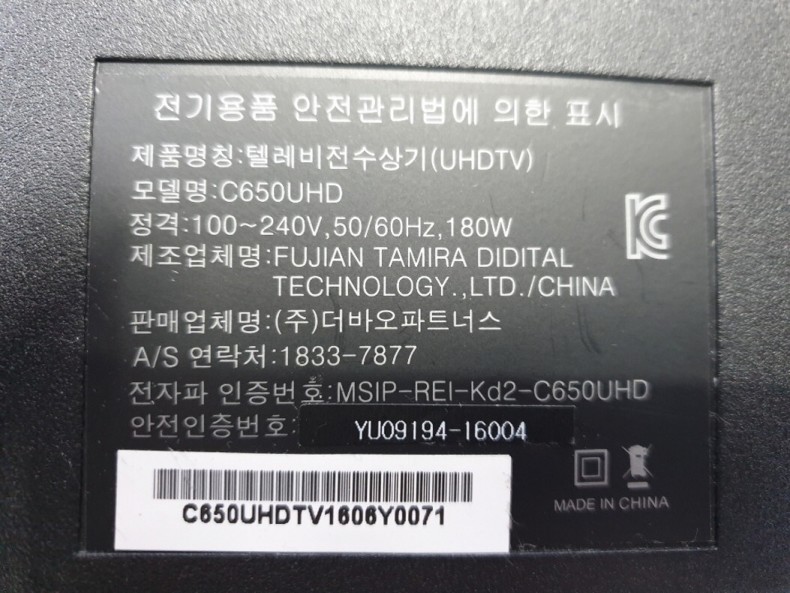 전기용품 안전관리법에 의한 표시
제품명칭:텔레비전수상기(UHDTV)
모델명:C650UHD
정격:100~240V,50/60Hz,180W
제조업체명:FUJIAN TAMIRA DIDITAL
TECHNOLOGY.,LTD./CHINA
판매업체명:(주)더바오파트너스
A/S 연락처:1833-7877
전자파 인증번호:MSIP-REI-Kd2-C650UHD
안전인증번호: YU09194-16004
MADE IN CHINA
C650UHDTV1606Y0071